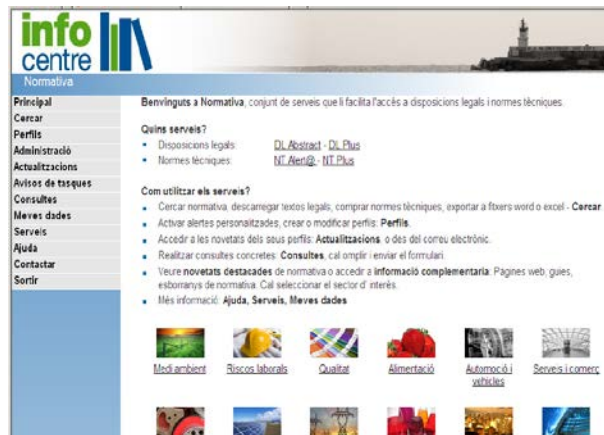 info
centre
Normativa
Principal
Cercar
Perfils
Administració
Actualitzacions
Avisos de tasques
Consultes
Meves dades
Serveis
Ajuda
Contactar
Sortir
Benvinguts a Normativa, conjunt de serveis que li facilita l'accés a disposicions legals i normes tècniques.
Quins serveis?
Disposicions legals: DL Abstract - DL Plus
Normes tècniques: NT Alert@ - NT Plus
Com utilitzar els serveis?
Cercar normativa, descarregar textos legals, comprar normes tècniques, exportar a fitxers word o excel - Cercar
Activar alertes personalitzades, crear o modificar perfils: Perfils.
Accedir a les novetats dels seus perfils: Actualitzacions o des del correu electrònic.
Realitzar consultes concretes: Consultes, cal omplir i enviar el formulari.
Veure novetats destacades de normativa o accedir a informació complementaria: Pàgines web, guies,
esborranys de normativa. Cal seleccionar el sector d' interès.
Més informació: Ajuda, Serveis, Meves dades
Medi ambient
Riscos laborals
Qualitat
Alimentació
Automoció i
vehicles
Serveis i comerç